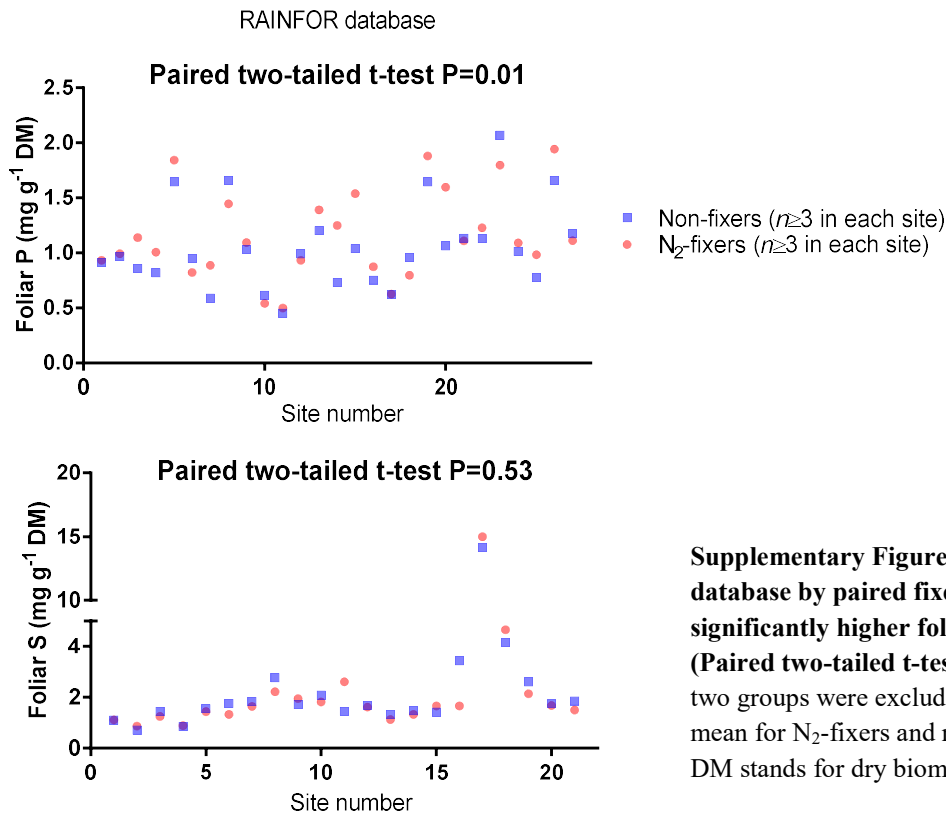 RAINFOR database
Paired two-tailed t-test P=0.01
2.5
2.0
1.5
1.0
0.5
0.0
Foliar P (mg g⁻¹ DM)
0
10
20
Site number
Non-fixers (n≥3 in each site)
N₂-fixers (n≥3 in each site)
Paired two-tailed t-test P=0.53
20
15
10
4
2
0
Foliar S (mg g⁻¹ DM)
0
5
10
15
20
Site number
Supplementary Figure
database by paired fixe
significantly higher fol
(Paired two-tailed t-tes
two groups were exclud
mean for N₂-fixers and
DM stands for dry biom